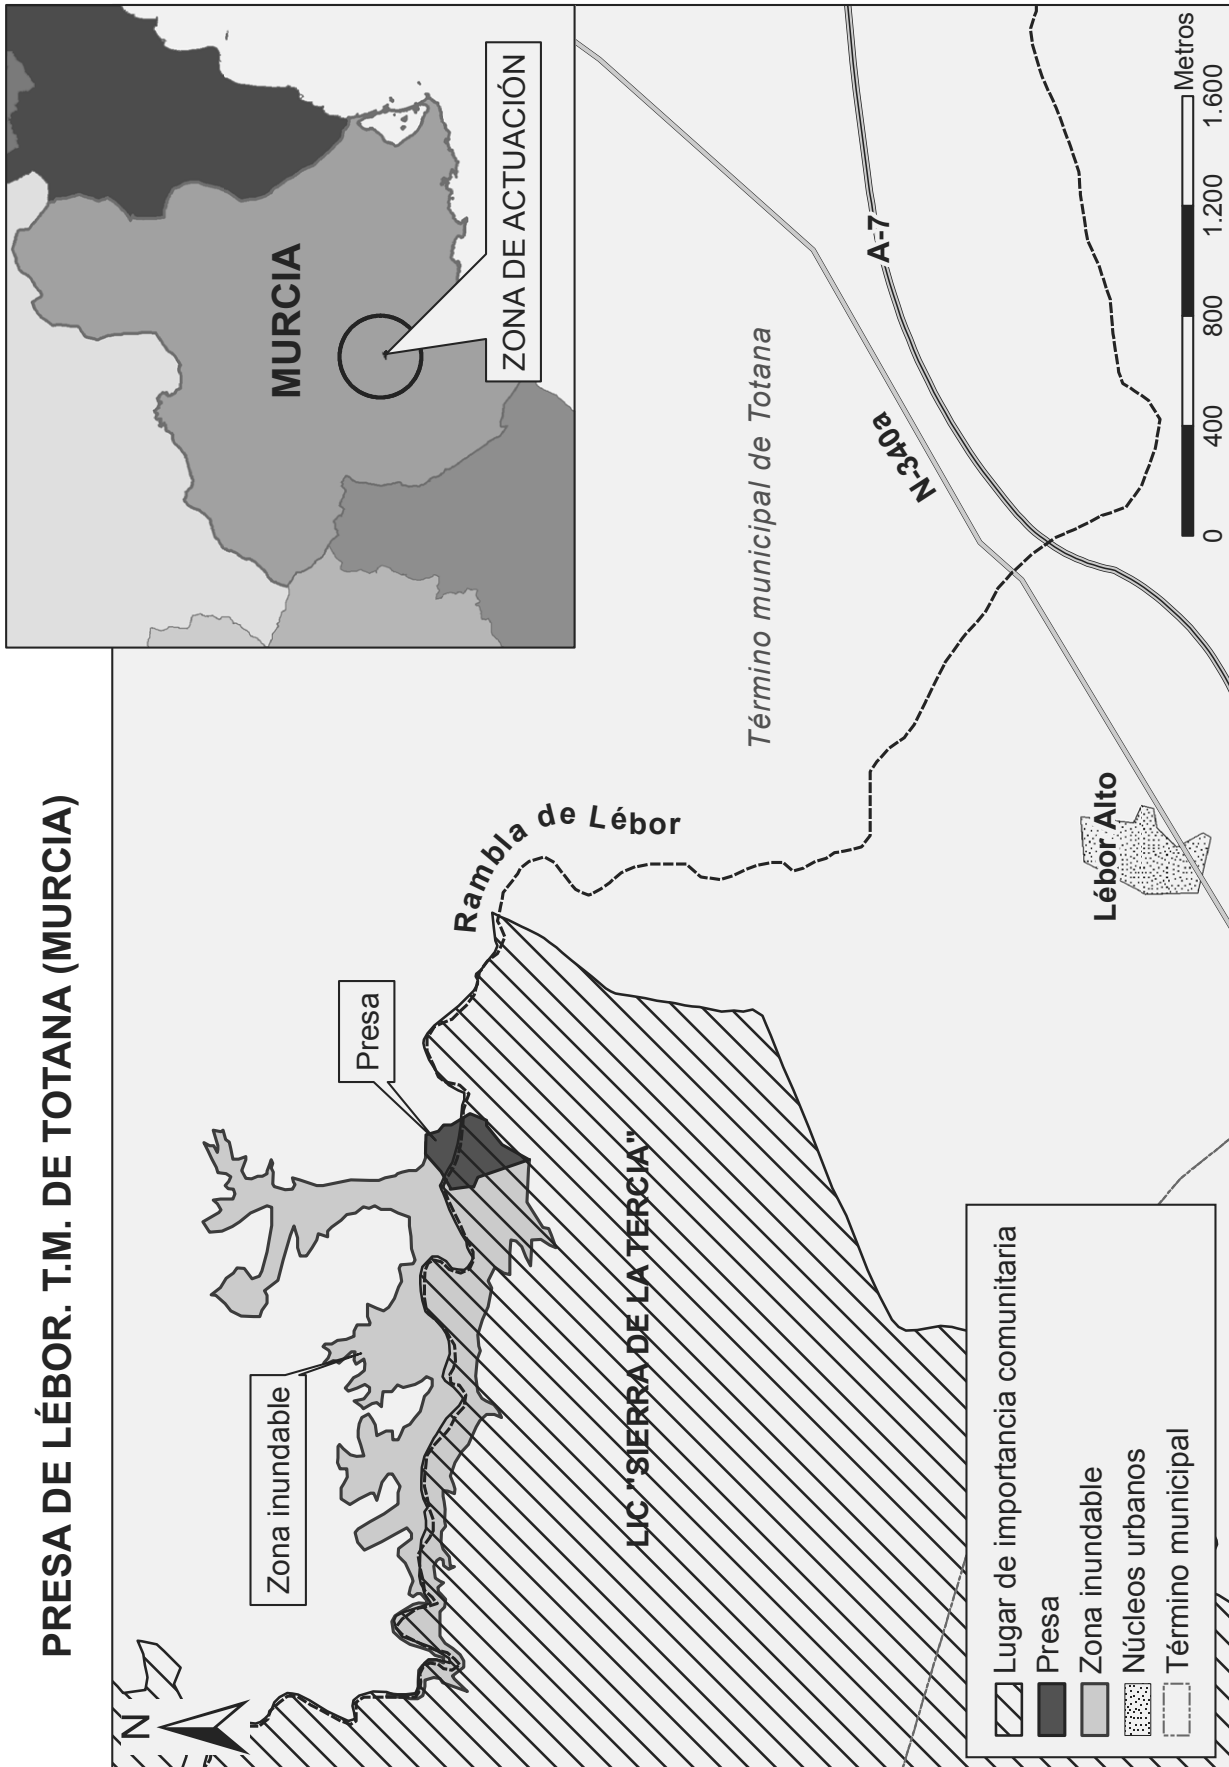 PRESA DE LÉBOR. T.M. DE TOTANA (MURCIA)
N
MURCIA
ZONA DE ACTUACIÓN
Zona inundable
Presa
Rambla de Lébor
LIC "SIERRA DE LA TERCIA"
Término municipal de Totana
N-340a
A-7
Lébor Alto
Lugar de importancia comunitaria
Presa
Zona inundable
Núcleos urbanos
Término municipal
0 400 800 1.200 1.600
Metros